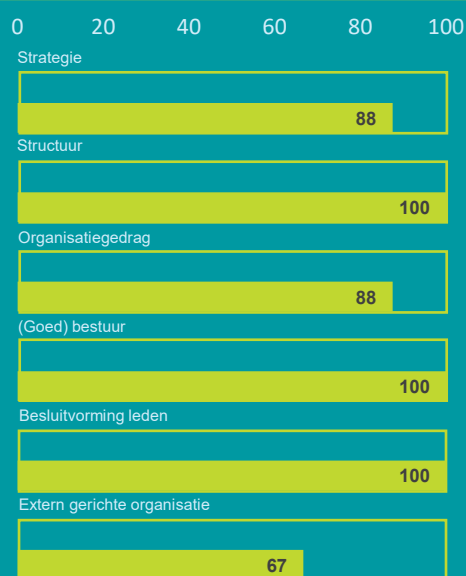 0 20 40 60 80 100
Strategie
88
Structuur
100
Organisatiegedrag
88
(Goed) bestuur
100
Besluitvorming leden
100
Extern gerichte organisatie
67